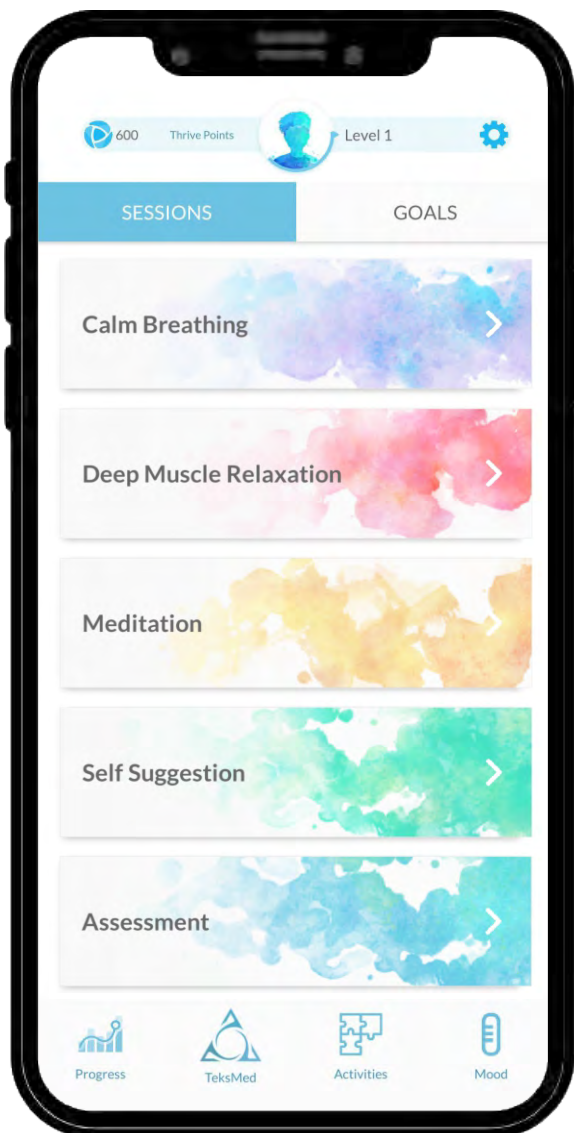 600 Thrive Points Level 1
SESSIONS GOALS
Calm Breathing
Deep Muscle Relaxation
Meditation
Self Suggestion
Assessment
Progress TeksMed Activities Mood